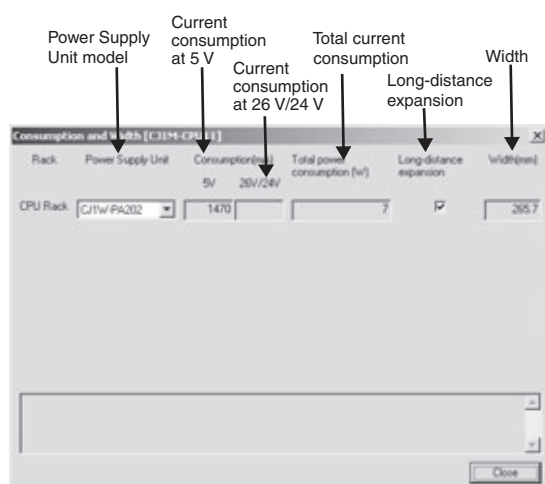 Power Supply
Unit model
Current
consumption
at 5 V
Current
consumption
at 26 V/24 V
Total current
consumption
Long-distance
expansion
Width
Consumption and Width [CJ1M-CPU11]
Rack
Power Supply Unit
Consumption(mA)
5V 26V/24V
Total power
consumption (W)
Long-distance
expansion
Width(mm)
CPU Rack CJ1W-PA202 1470 7 265.7
Close